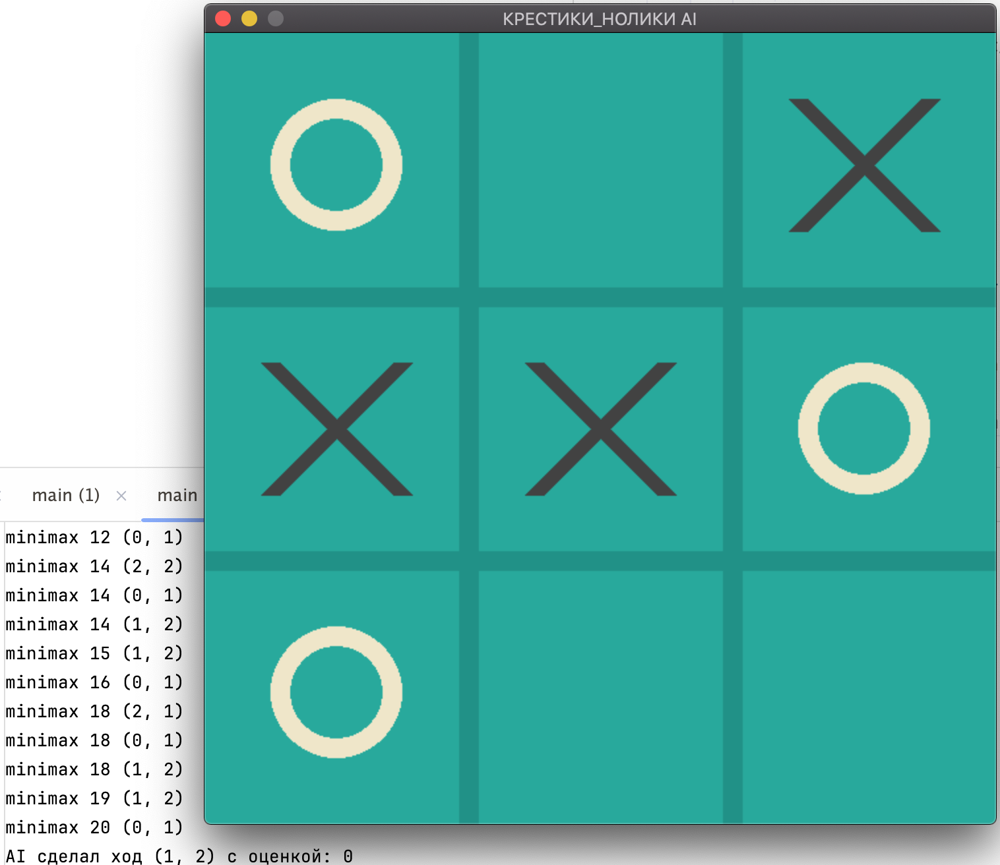 КРЕСТИКИ_НОЛИКИ AI
main (1) × main
minimax 12 (0, 1)
minimax 14 (2, 2)
minimax 14 (0, 1)
minimax 14 (1, 2)
minimax 15 (1, 2)
minimax 16 (0, 1)
minimax 18 (2, 1)
minimax 18 (0, 1)
minimax 18 (1, 2)
minimax 19 (1, 2)
minimax 20 (0, 1)
AI сделал ход (1, 2) с оценкой: 0